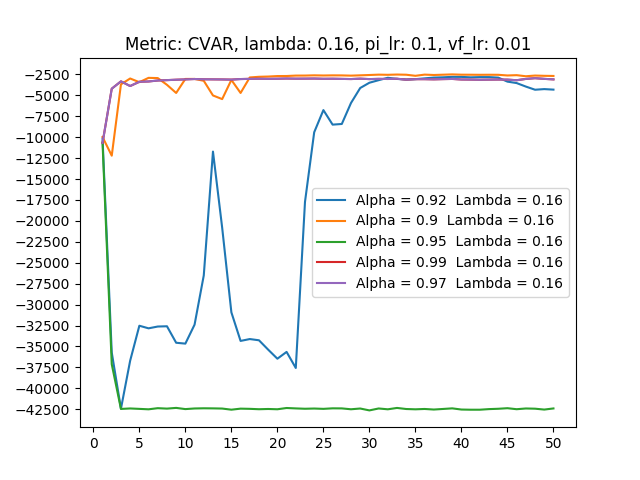 Metric: CVAR, lambda: 0.16, pi_lr: 0.1, vf_lr: 0.01
−2500
−5000
−7500
−10000
−12500
−15000
−17500
−20000
−22500
−25000
−27500
−30000
−32500
−35000
−37500
−40000
−42500
Alpha = 0.92  Lambda = 0.16
Alpha = 0.9  Lambda = 0.16
Alpha = 0.95  Lambda = 0.16
Alpha = 0.99  Lambda = 0.16
Alpha = 0.97  Lambda = 0.16
0 5 10 15 20 25 30 35 40 45 50